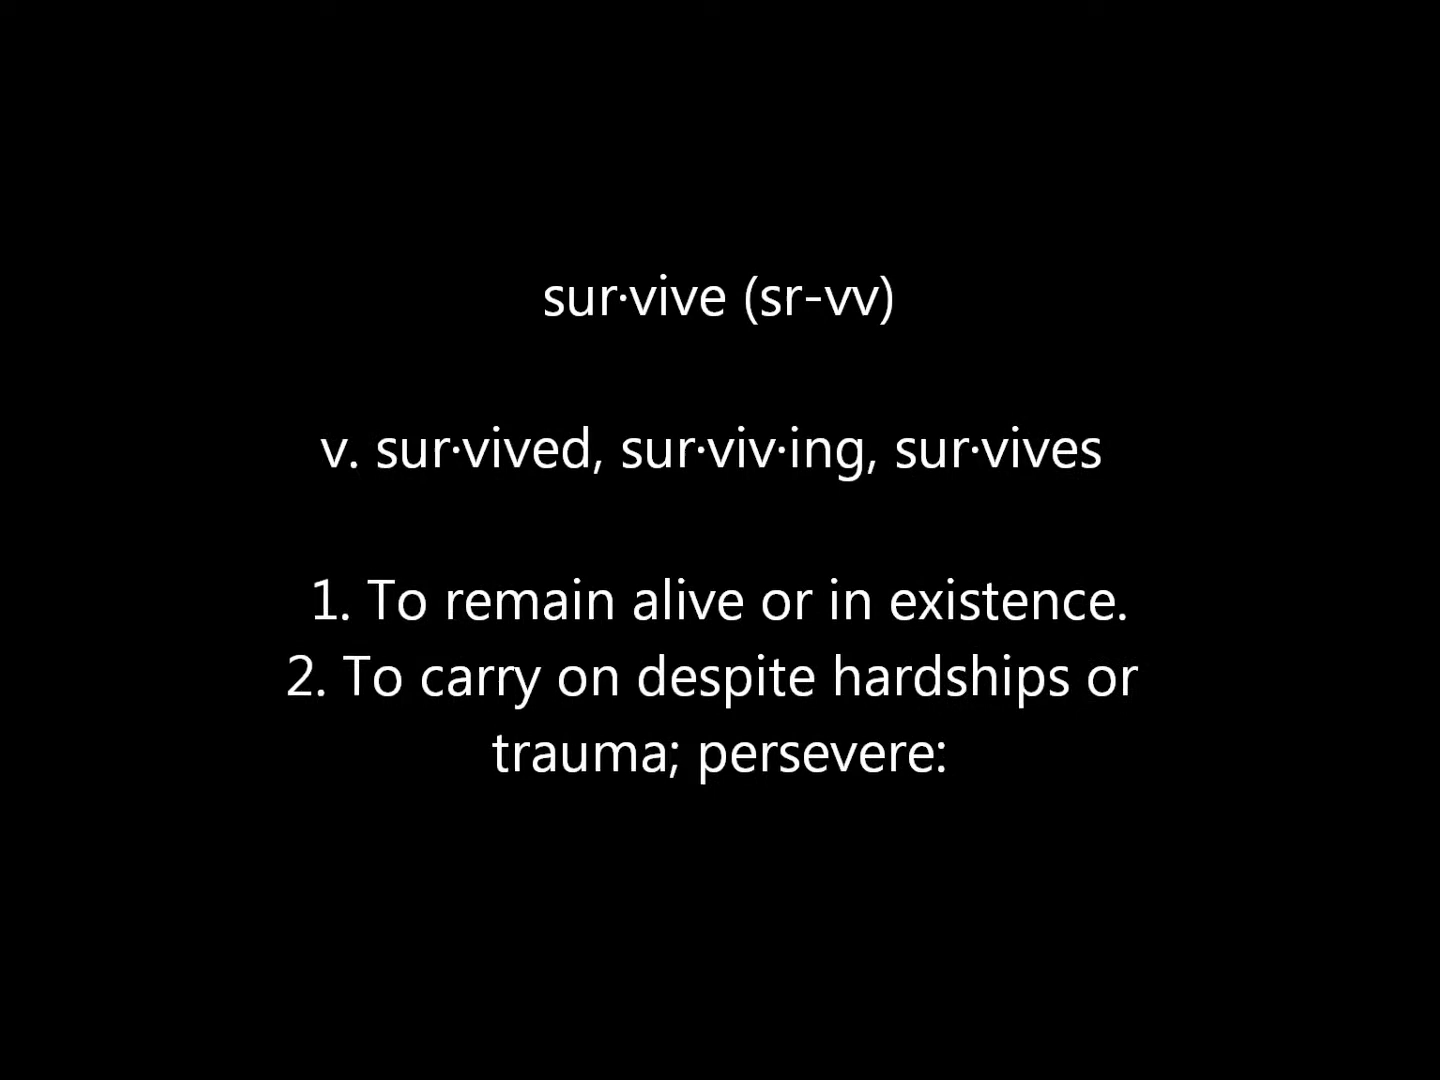 sur·vive (sr-vv)
v. sur·vived, sur·viv·ing, sur·vives
1. To remain alive or in existence.
2. To carry on despite hardships or
trauma; persevere: